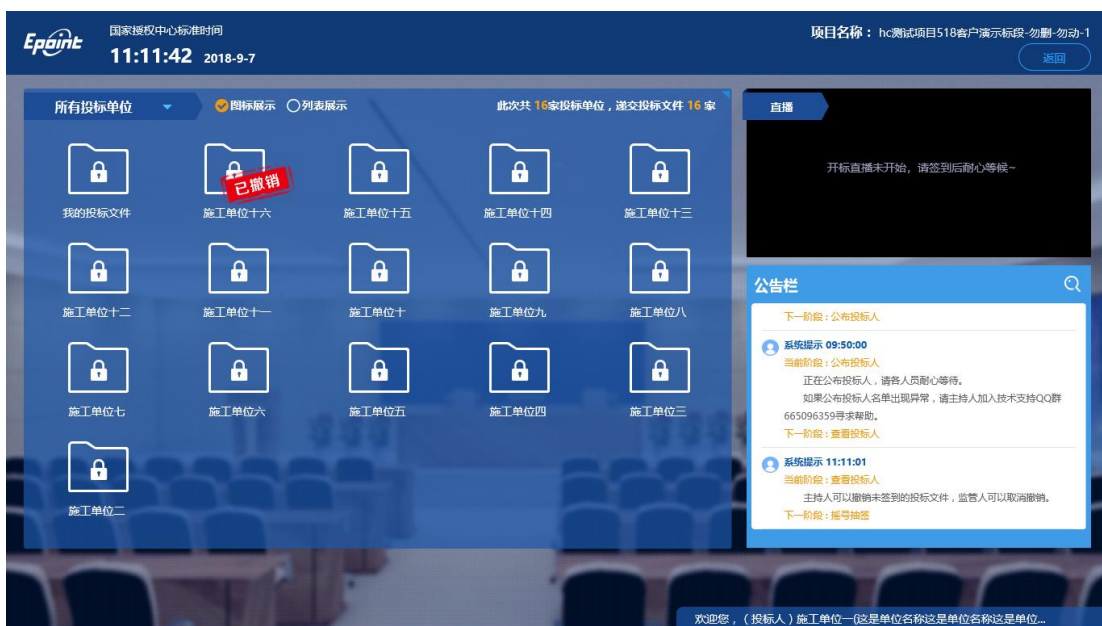 Epoint
国家授权中心标准时间
11:11:42 2018-9-7
项目名称：hc测试项目518客户演示标段-勿删-勿动-1
返回
所有投标单位
图标展示 列表展示
此次共 16家投标单位，递交投标文件 16 家
我的投标文件
已撤销
施工单位十六
施工单位十五
施工单位十四
施工单位十三
施工单位十二
施工单位十一
施工单位十
施工单位九
施工单位八
施工单位七
施工单位六
施工单位五
施工单位四
施工单位三
施工单位二
直播
开标直播未开始，请签到后耐心等候~
公告栏
下一阶段：公布投标人
系统提示 09:50:00
当前阶段：公布投标人
正在公布投标人，请各人员耐心等待。
如果公布投标人名单出现异常，请主持人加入技术支持QQ群
665096359寻求帮助。
下一阶段：查看投标人
系统提示 11:11:01
当前阶段：查看投标人
主持人可以撤销未签到的投标文件，监管人可以取消撤销。
下一阶段：摇号抽签
欢迎您，（投标人）施工单位一(这是单位名称这是单位名称这是单位...